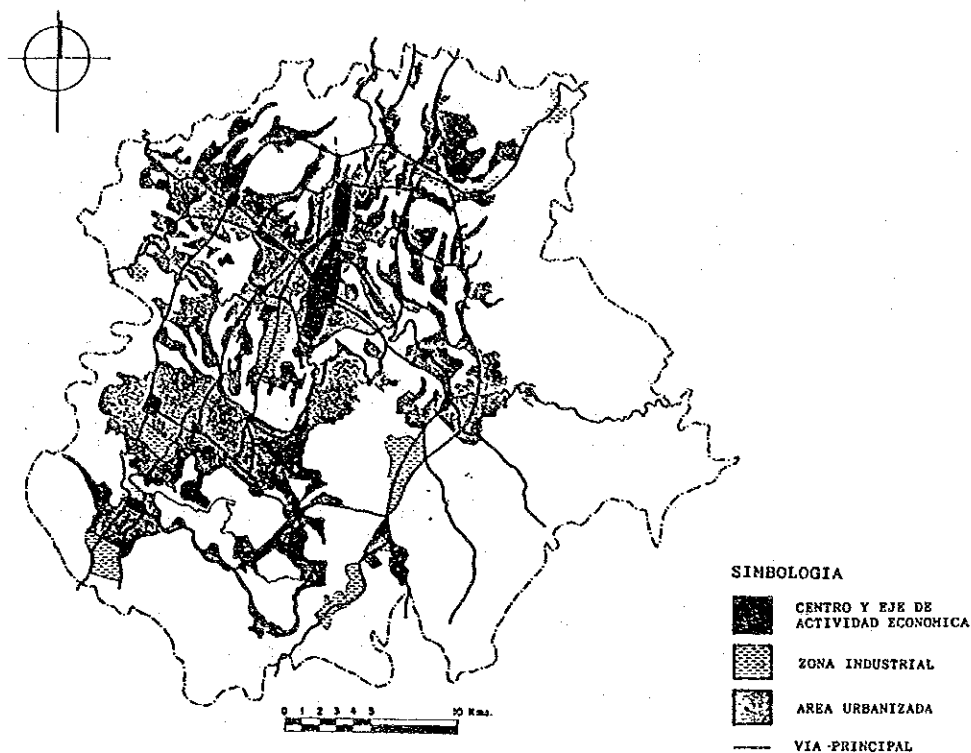 SIMBOLOGIA
CENTRO Y EJE DE
ACTIVIDAD ECONOMICA
ZONA INDUSTRIAL
AREA URBANIZADA
VIA PRINCIPAL
0 1 2 3 4 5 10 Kms.